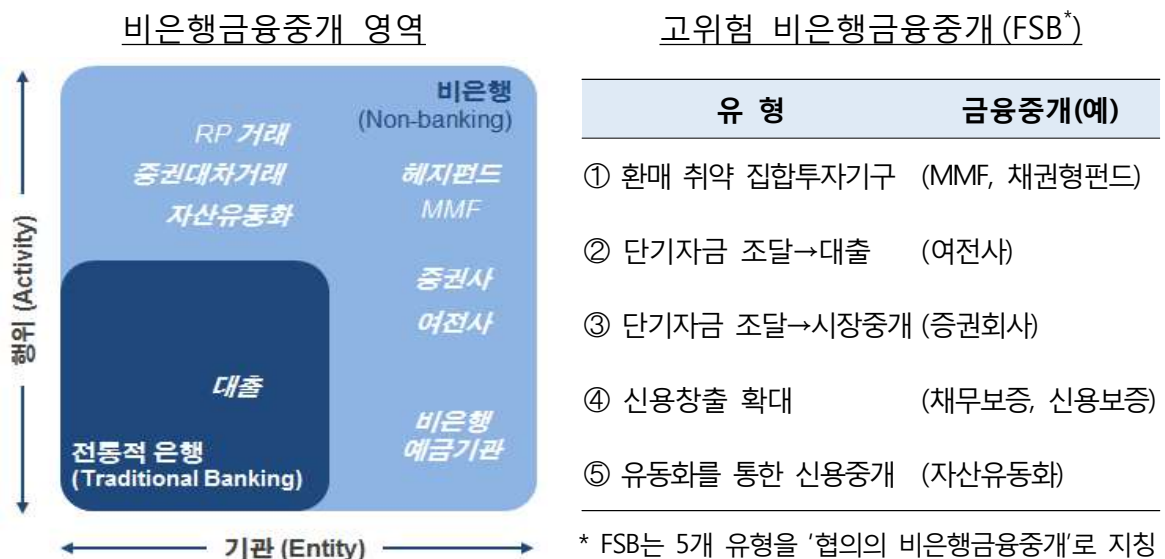 비은행금융중개 영역
행위 (Activity)
비은행
(Non-banking)
RP 거래
증권대차거래
자산유동화
헤지펀드
MMF
증권사
여전사
비은행
예금기관
대출
전통적 은행
(Traditional Banking)
기관 (Entity)
고위험 비은행금융중개 (FSB*)
유 형 금융중개(예)
① 환매 취약 집합투자기구 (MMF, 채권형펀드)
② 단기자금 조달→대출 (여전사)
③ 단기자금 조달→시장중개 (증권회사)
④ 신용창출 확대 (채무보증, 신용보증)
⑤ 유동화를 통한 신용중개 (자산유동화)
* FSB는 5개 유형을 ‘협의의 비은행금융중개’로 지칭